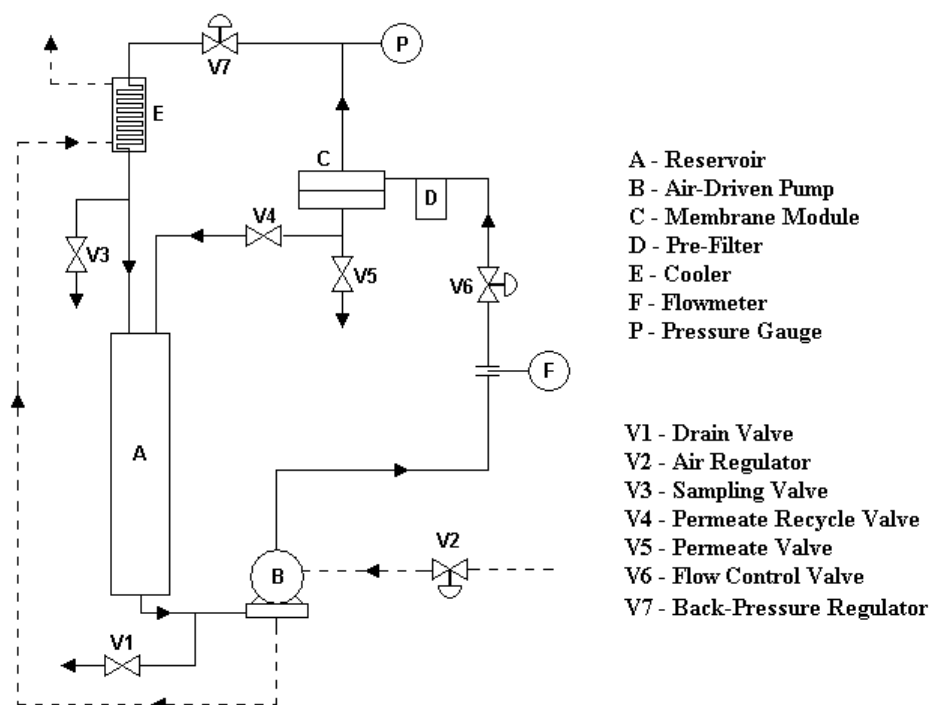 V7
P
E
C
D
V4
V3
V5
V6
F
A
V2
B
V1
A - Reservoir
B - Air-Driven Pump
C - Membrane Module
D - Pre-Filter
E - Cooler
F - Flowmeter
P - Pressure Gauge
V1 - Drain Valve
V2 - Air Regulator
V3 - Sampling Valve
V4 - Permeate Recycle Valve
V5 - Permeate Valve
V6 - Flow Control Valve
V7 - Back-Pressure Regulator